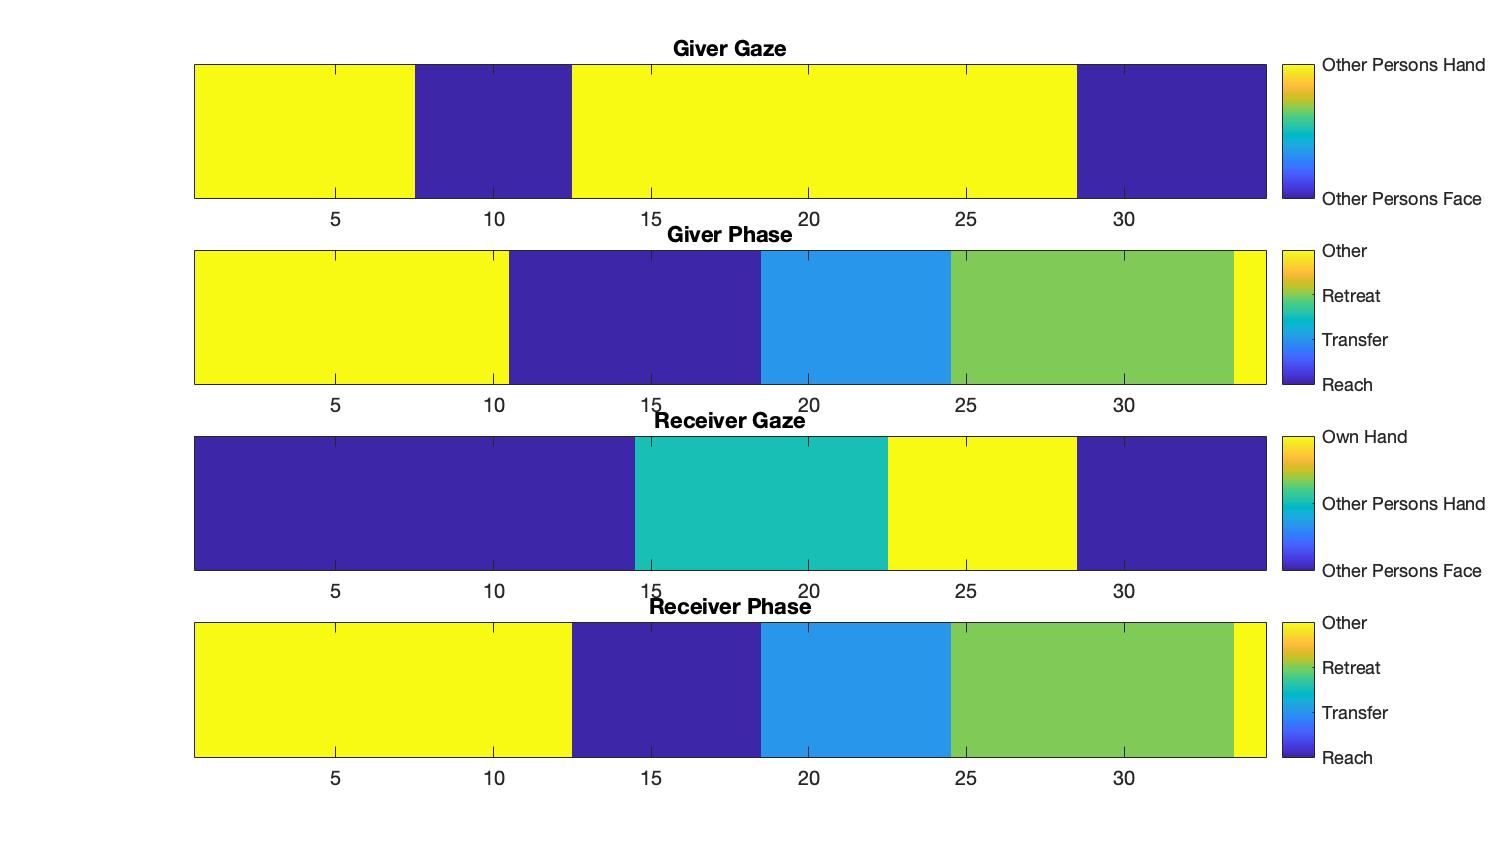 Giver Gaze
Other Persons Hand
Other Persons Face
5 10 15 20 25 30
Giver Phase
Other
Retreat
Transfer
Reach
5 10 15 20 25 30
Receiver Gaze
Own Hand
Other Persons Hand
Other Persons Face
5 10 15 20 25 30
Receiver Phase
Other
Retreat
Transfer
Reach
5 10 15 20 25 30